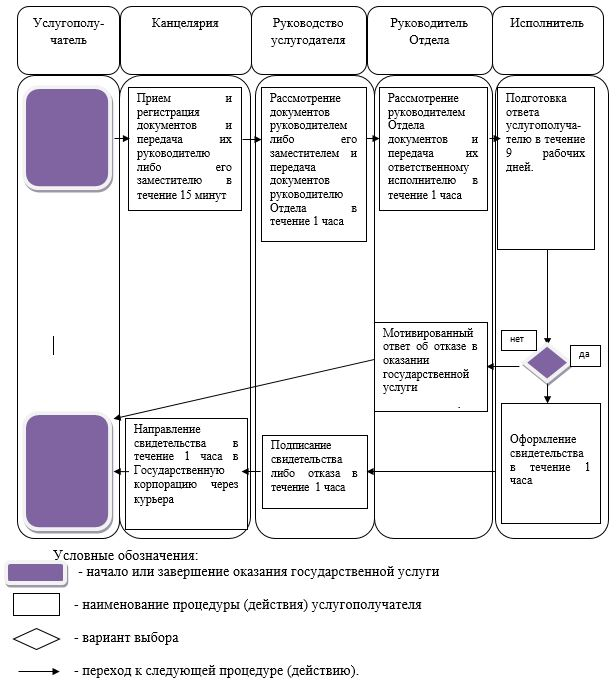 Услугополу-
чатель
Канцелярия
Руководство
услугодателя
Руководитель
Отдела
Исполнитель
Прием и
регистрация
документов и
передача их
руководителю
либо его
заместителю в
течение 15 минут
Рассмотрение
документов
руководителем
либо его
заместителем и
передача
документов
руководителю
Отдела в
течение 1 часа
Рассмотрение
руководителем
Отдела
документов и
передача их
ответственному
исполнителю в
течение 1 часа
Подготовка
ответа
услугополуча-
телю в течение
9 рабочих
дней.
Мотивированный
ответ об отказе в
оказании
государственной
услуги
.
нет
да
Направление
свидетельства в
течение 1 часа в
Государственную
корпорацию через
курьера
Подписание
свидетельства
либо отказа в
течение 1 часа
Оформление
свидетельства
в течение 1
часа
Условные обозначения:
- начало или завершение оказания государственной услуги
- наименование процедуры (действия) услугополучателя
- вариант выбора
- переход к следующей процедуре (действию).